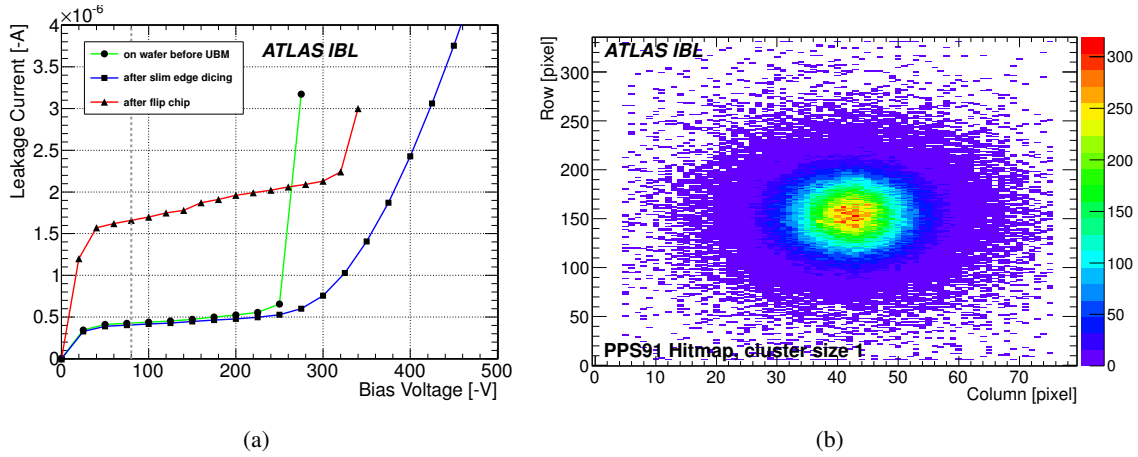 4×10⁻⁶
ATLAS IBL
on wafer before UBM
after slim edge dicing
after flip chip
Leakage Current [-A]
3.5
3
2.5
2
1.5
1
0.5
0
0 100 200 300 400 500
Bias Voltage [-V]
(a)
ATLAS IBL
Row [pixel]
300
250
200
150
100
50
0
PPS91 Hitmap, cluster size 1
0 10 20 30 40 50 60 70
Column [pixel]
300
250
200
150
100
50
0
(b)